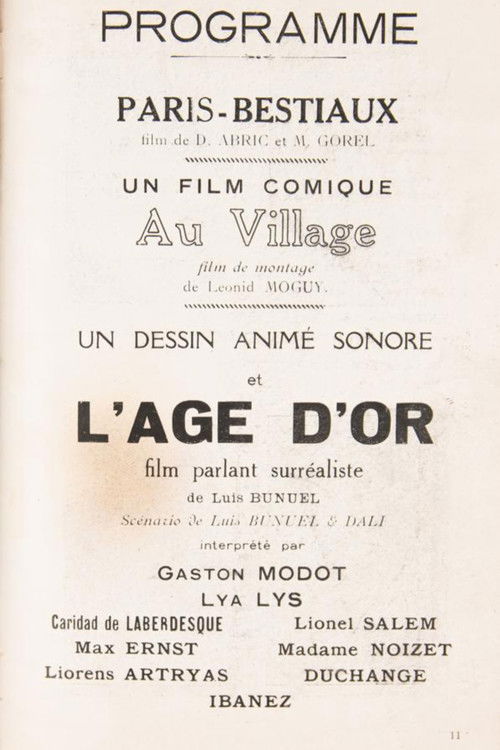 PROGRAMME
PARIS-BESTIAUX
film de D. ABRIC et M. GOREL
UN FILM COMIQUE
Au Village
film de montage
de Leonid MOGUY.
UN DESSIN ANIMÉ SONORE
et
L'AGE D'OR
film parlant surréaliste
de Luis BUNUEL
Scénario de Luis BUNUEL & DALI
interprété par
GASTON MODOT
LYA LYS
Caridad de LABERDESQUE Lionel SALEM
Max ERNST Madame NOIZET
Liorens ARTRYAS DUCHANGE
IBANEZ
11